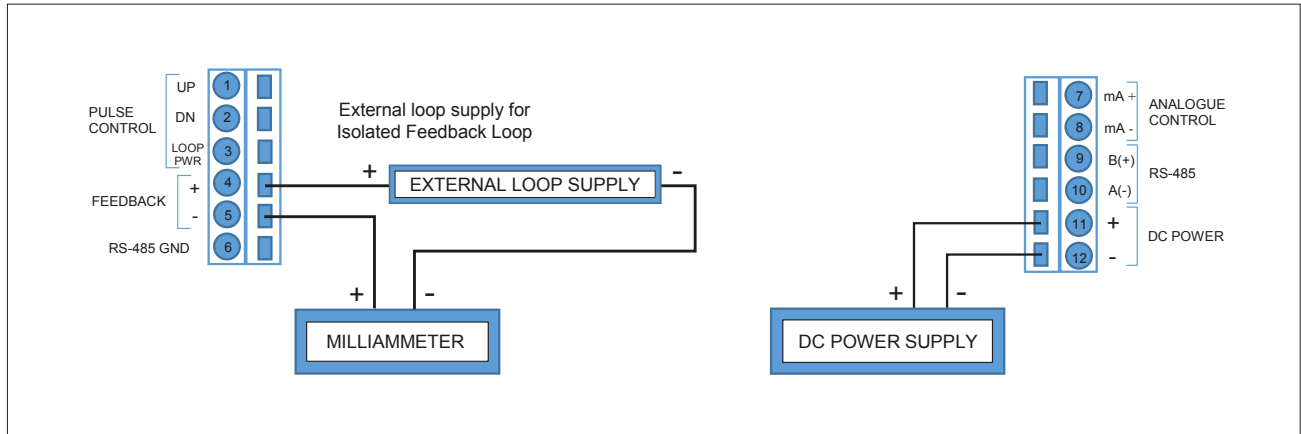 PULSE
CONTROL
UP
1
DN
2
LOOP
PWR
3
FEEDBACK
+
4
-
5
RS-485 GND
6
External loop supply for
Isolated Feedback Loop
+
EXTERNAL LOOP SUPPLY
-
+
-
MILLIAMMETER
7
mA +
8
mA -
ANALOGUE
CONTROL
9
B(+)
10
A(-)
RS-485
11
+
12
-
DC POWER
+
-
DC POWER SUPPLY